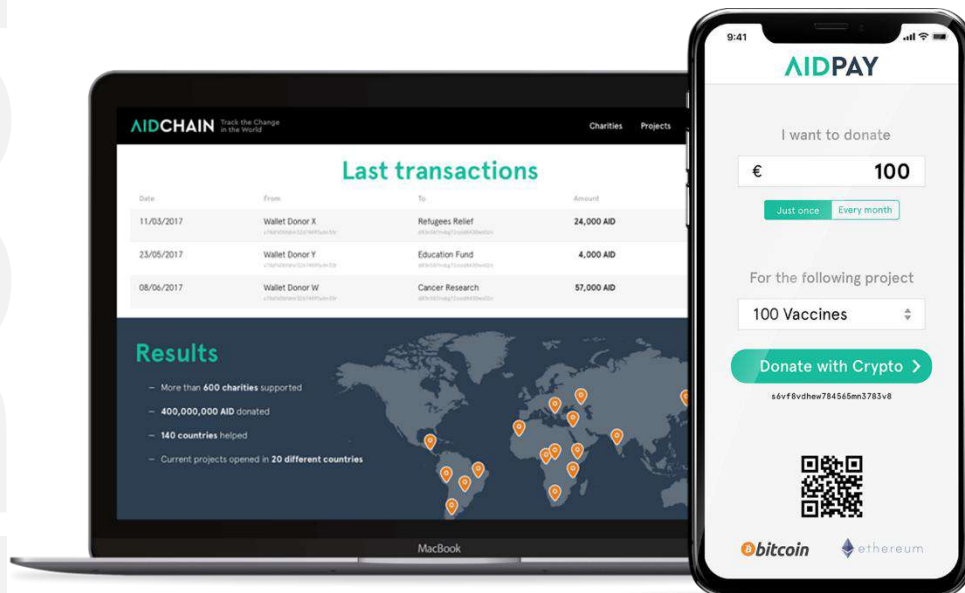 AIDCHAIN
Track the Change
in the World
Charities Projects
Last transactions
Date From To Amount
11/03/2017 Wallet Donor X Refugees Relief 24,000 AID
23/05/2017 Wallet Donor Y Education Fund 4,000 AID
08/06/2017 Wallet Donor W Cancer Research 57,000 AID
Results
– More than 600 charities supported
– 400,000,000 AID donated
– 140 countries helped
– Current projects opened in 20 different countries
MacBook
9:41
AIDPAY
I want to donate
€ 100
Just once Every month
For the following project
100 Vaccines
Donate with Crypto
s6vf8vdhew784565mn3783v8
bitcoin ethereum